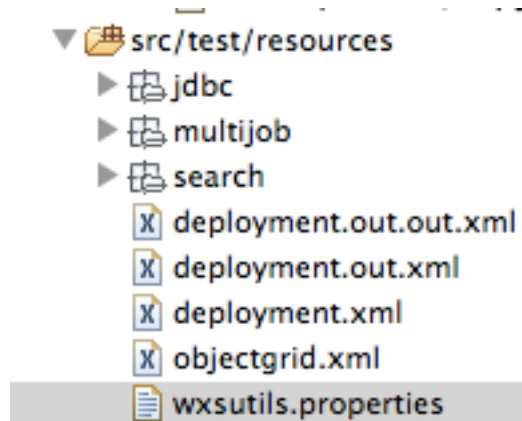 src/test/resources
jdbc
multijob
search
deployment.out.out.xml
deployment.out.xml
deployment.xml
objectgrid.xml
wxsutils.properties